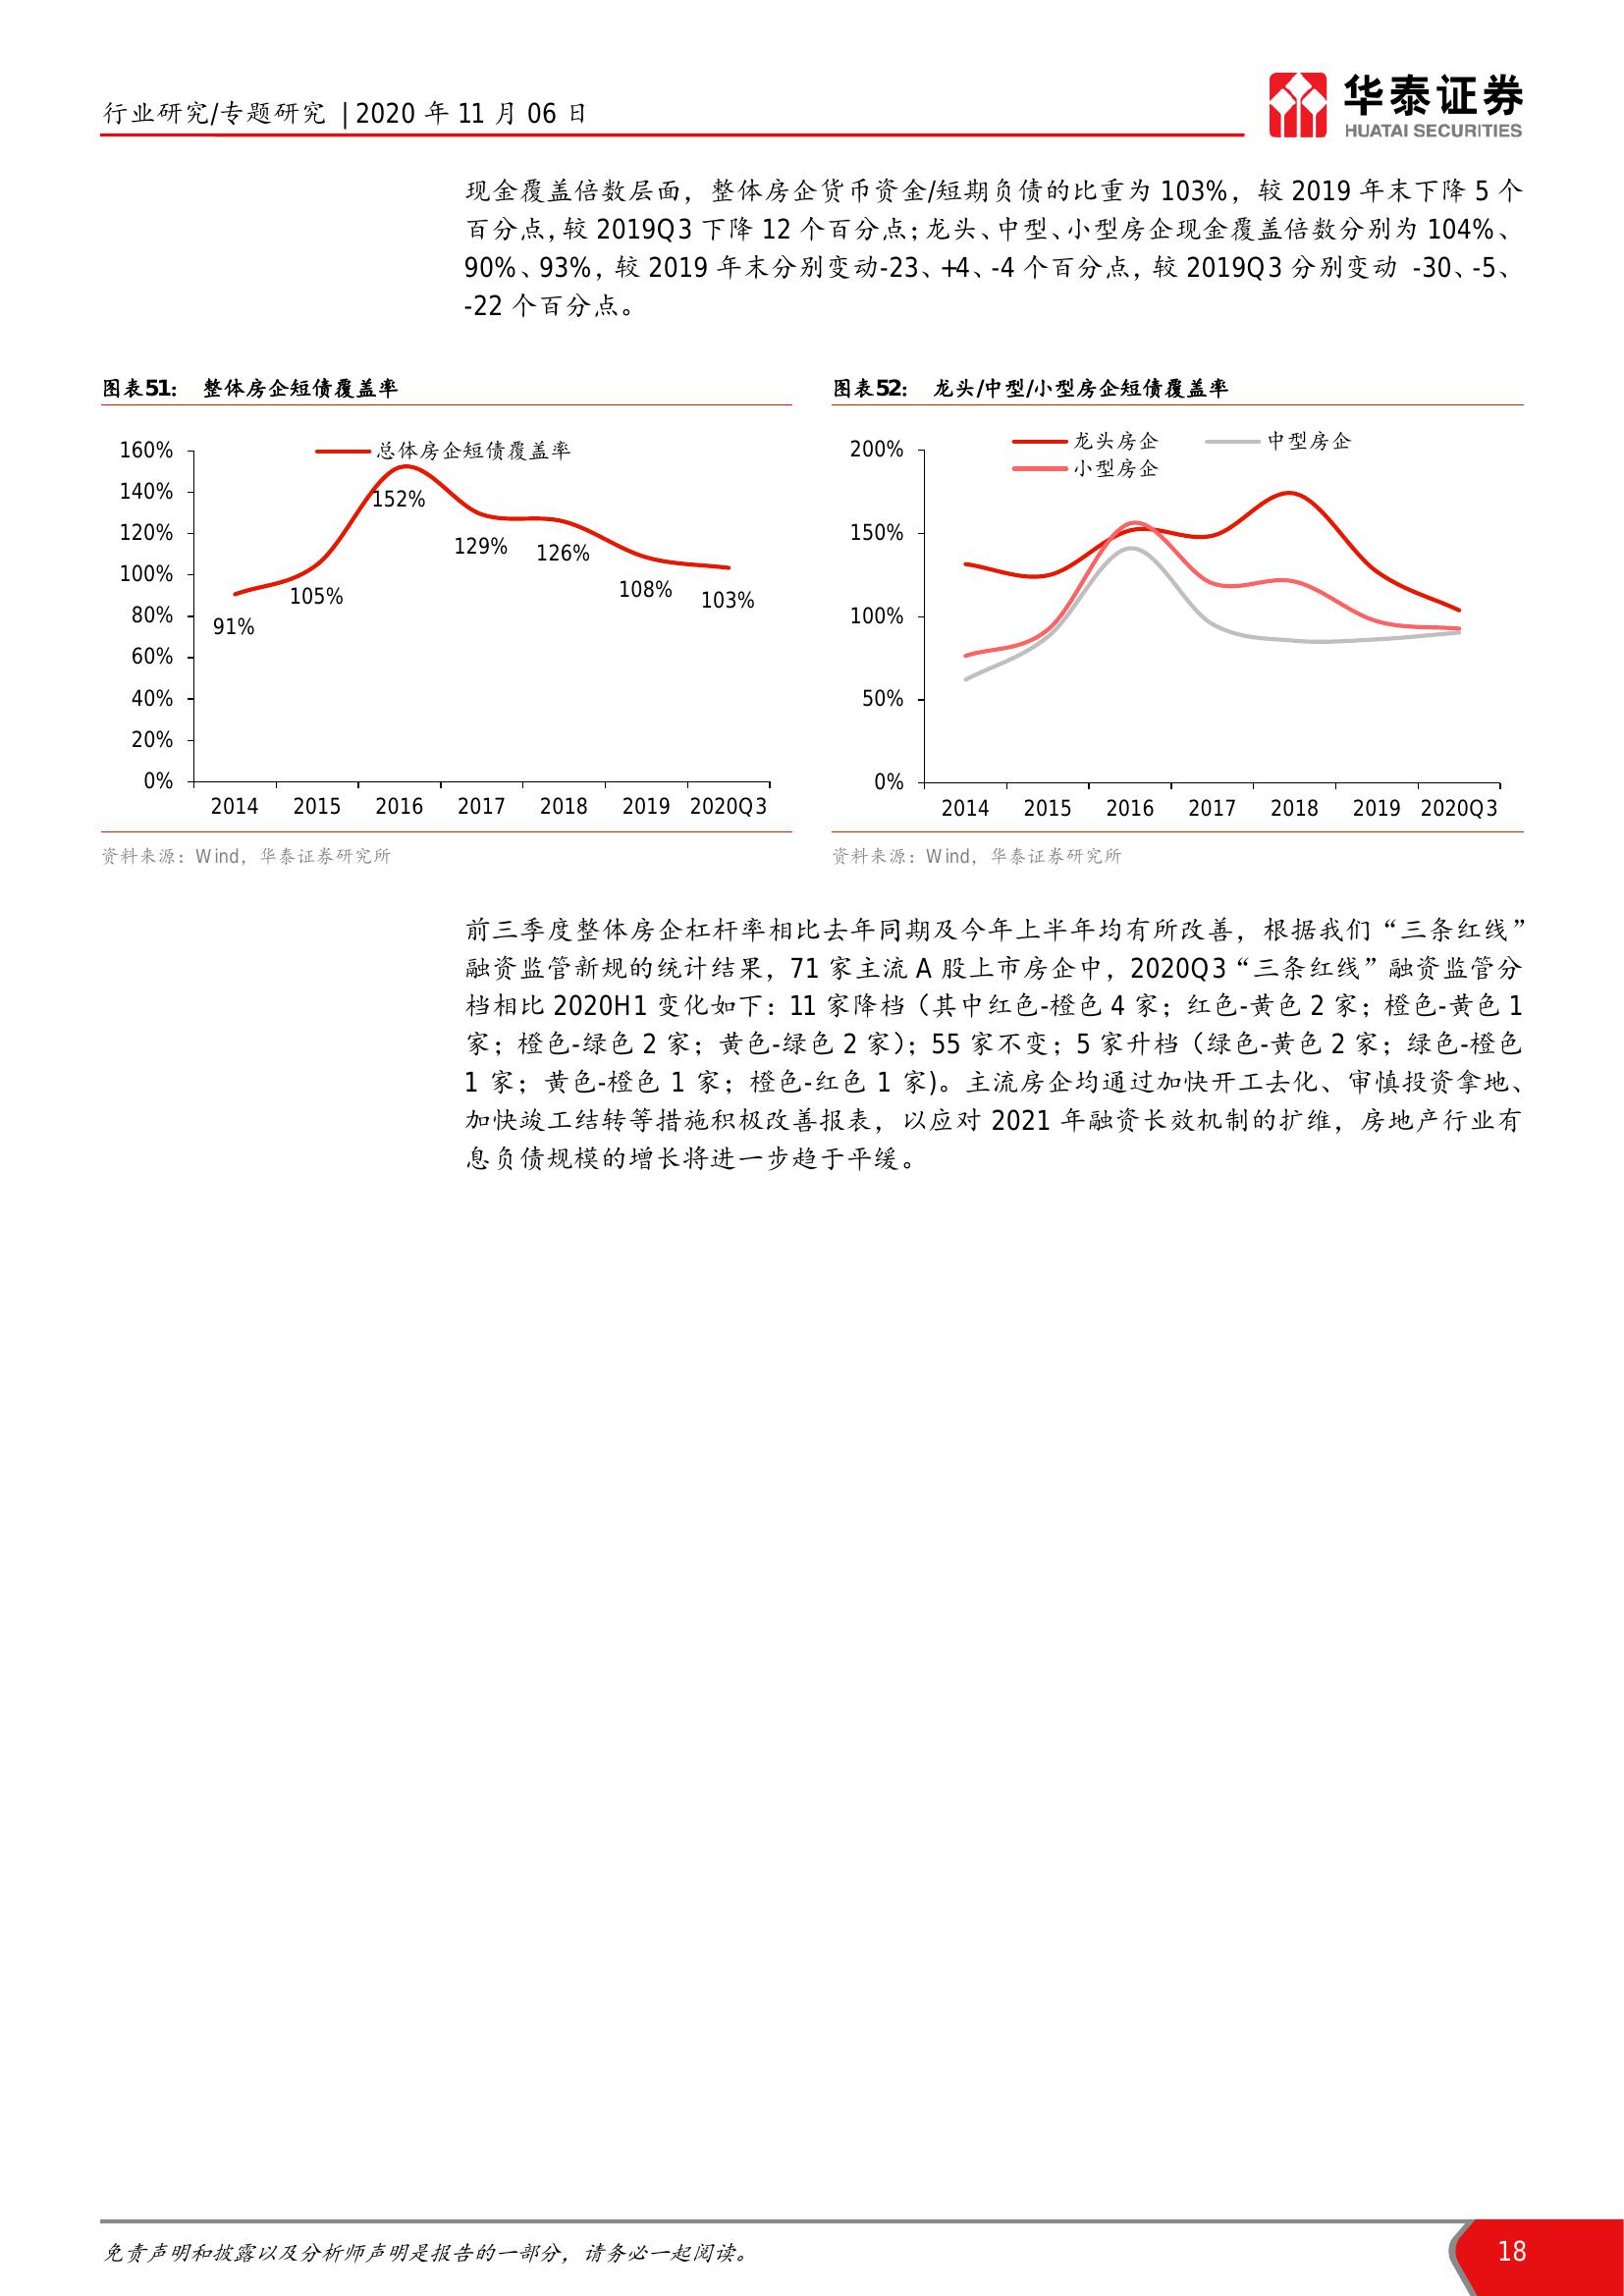 行业研究/专题研究 | 2020 年 11 月 06 日
华泰证券
HUATAI SECURITIES
现金覆盖倍数层面，整体房企货币资金/短期负债的比重为 103%，较 2019 年末下降 5 个
百分点，较 2019Q3 下降 12 个百分点；龙头、中型、小型房企现金覆盖倍数分别为 104%、
90%、93%，较 2019 年末分别变动-23、+4、-4 个百分点，较 2019Q3 分别变动 -30、-5、
-22 个百分点。
图表51： 整体房企短债覆盖率
总体房企短债覆盖率
160%
140%
120%
100%
80%
60%
40%
20%
0%
91%
105%
152%
129%
126%
108%
103%
2014 2015 2016 2017 2018 2019 2020Q3
资料来源：Wind，华泰证券研究所
图表52： 龙头/中型/小型房企短债覆盖率
龙头房企 中型房企
小型房企
200%
150%
100%
50%
0%
2014 2015 2016 2017 2018 2019 2020Q3
资料来源：Wind，华泰证券研究所
前三季度整体房企杠杆率相比去年同期及今年上半年均有所改善，根据我们“三条红线”
融资监管新规的统计结果，71 家主流 A 股上市房企中，2020Q3“三条红线”融资监管分
档相比 2020H1 变化如下：11 家降档（其中红色-橙色 4 家；红色-黄色 2 家；橙色-黄色 1
家；橙色-绿色 2 家；黄色-绿色 2 家）；55 家不变；5 家升档（绿色-黄色 2 家；绿色-橙色
1 家；黄色-橙色 1 家；橙色-红色 1 家)。主流房企均通过加快开工去化、审慎投资拿地、
加快竣工结转等措施积极改善报表，以应对 2021 年融资长效机制的扩维，房地产行业有
息负债规模的增长将进一步趋于平缓。
免责声明和披露以及分析师声明是报告的一部分，请务必一起阅读。
18